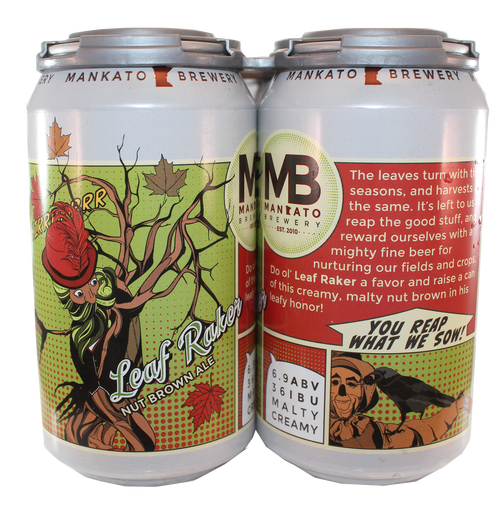 RY MANKATO BREWERY
MANKATO BREWERY
RRRR
Leaf Raker
NUT BROWN ALE
MB
MANKATO
BREWERY
EST. 2010
The leaves turn with
seasons, and harvests
the same. It's left to us
reap the good stuff, and
reward ourselves with a
mighty fine beer for
nurturing our fields and crops.
Do ol' Leaf Raker a favor and raise a can
of this creamy, malty nut brown in his
leafy honor!
YOU REAP
WHAT WE SOW!
6.9ABV
36IBU
MALTY
CREAMY